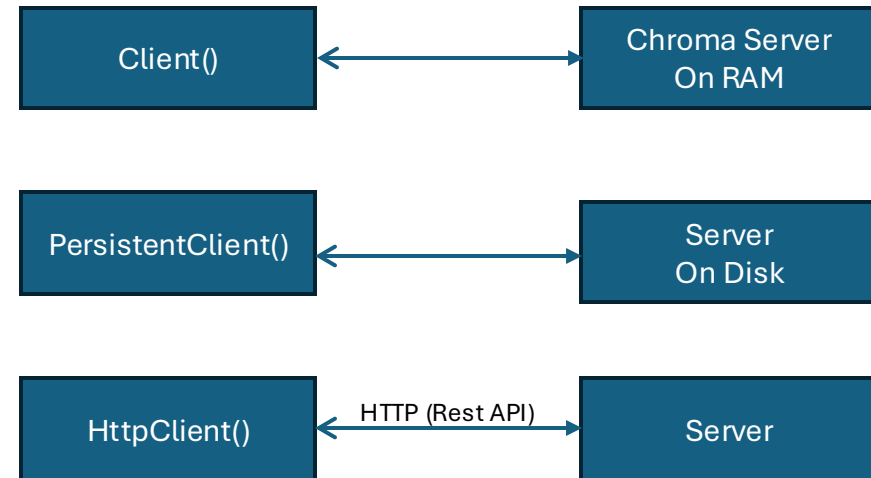 Client()
Chroma Server
On RAM
PersistentClient()
Server
On Disk
HttpClient()
HTTP (Rest API)
Server